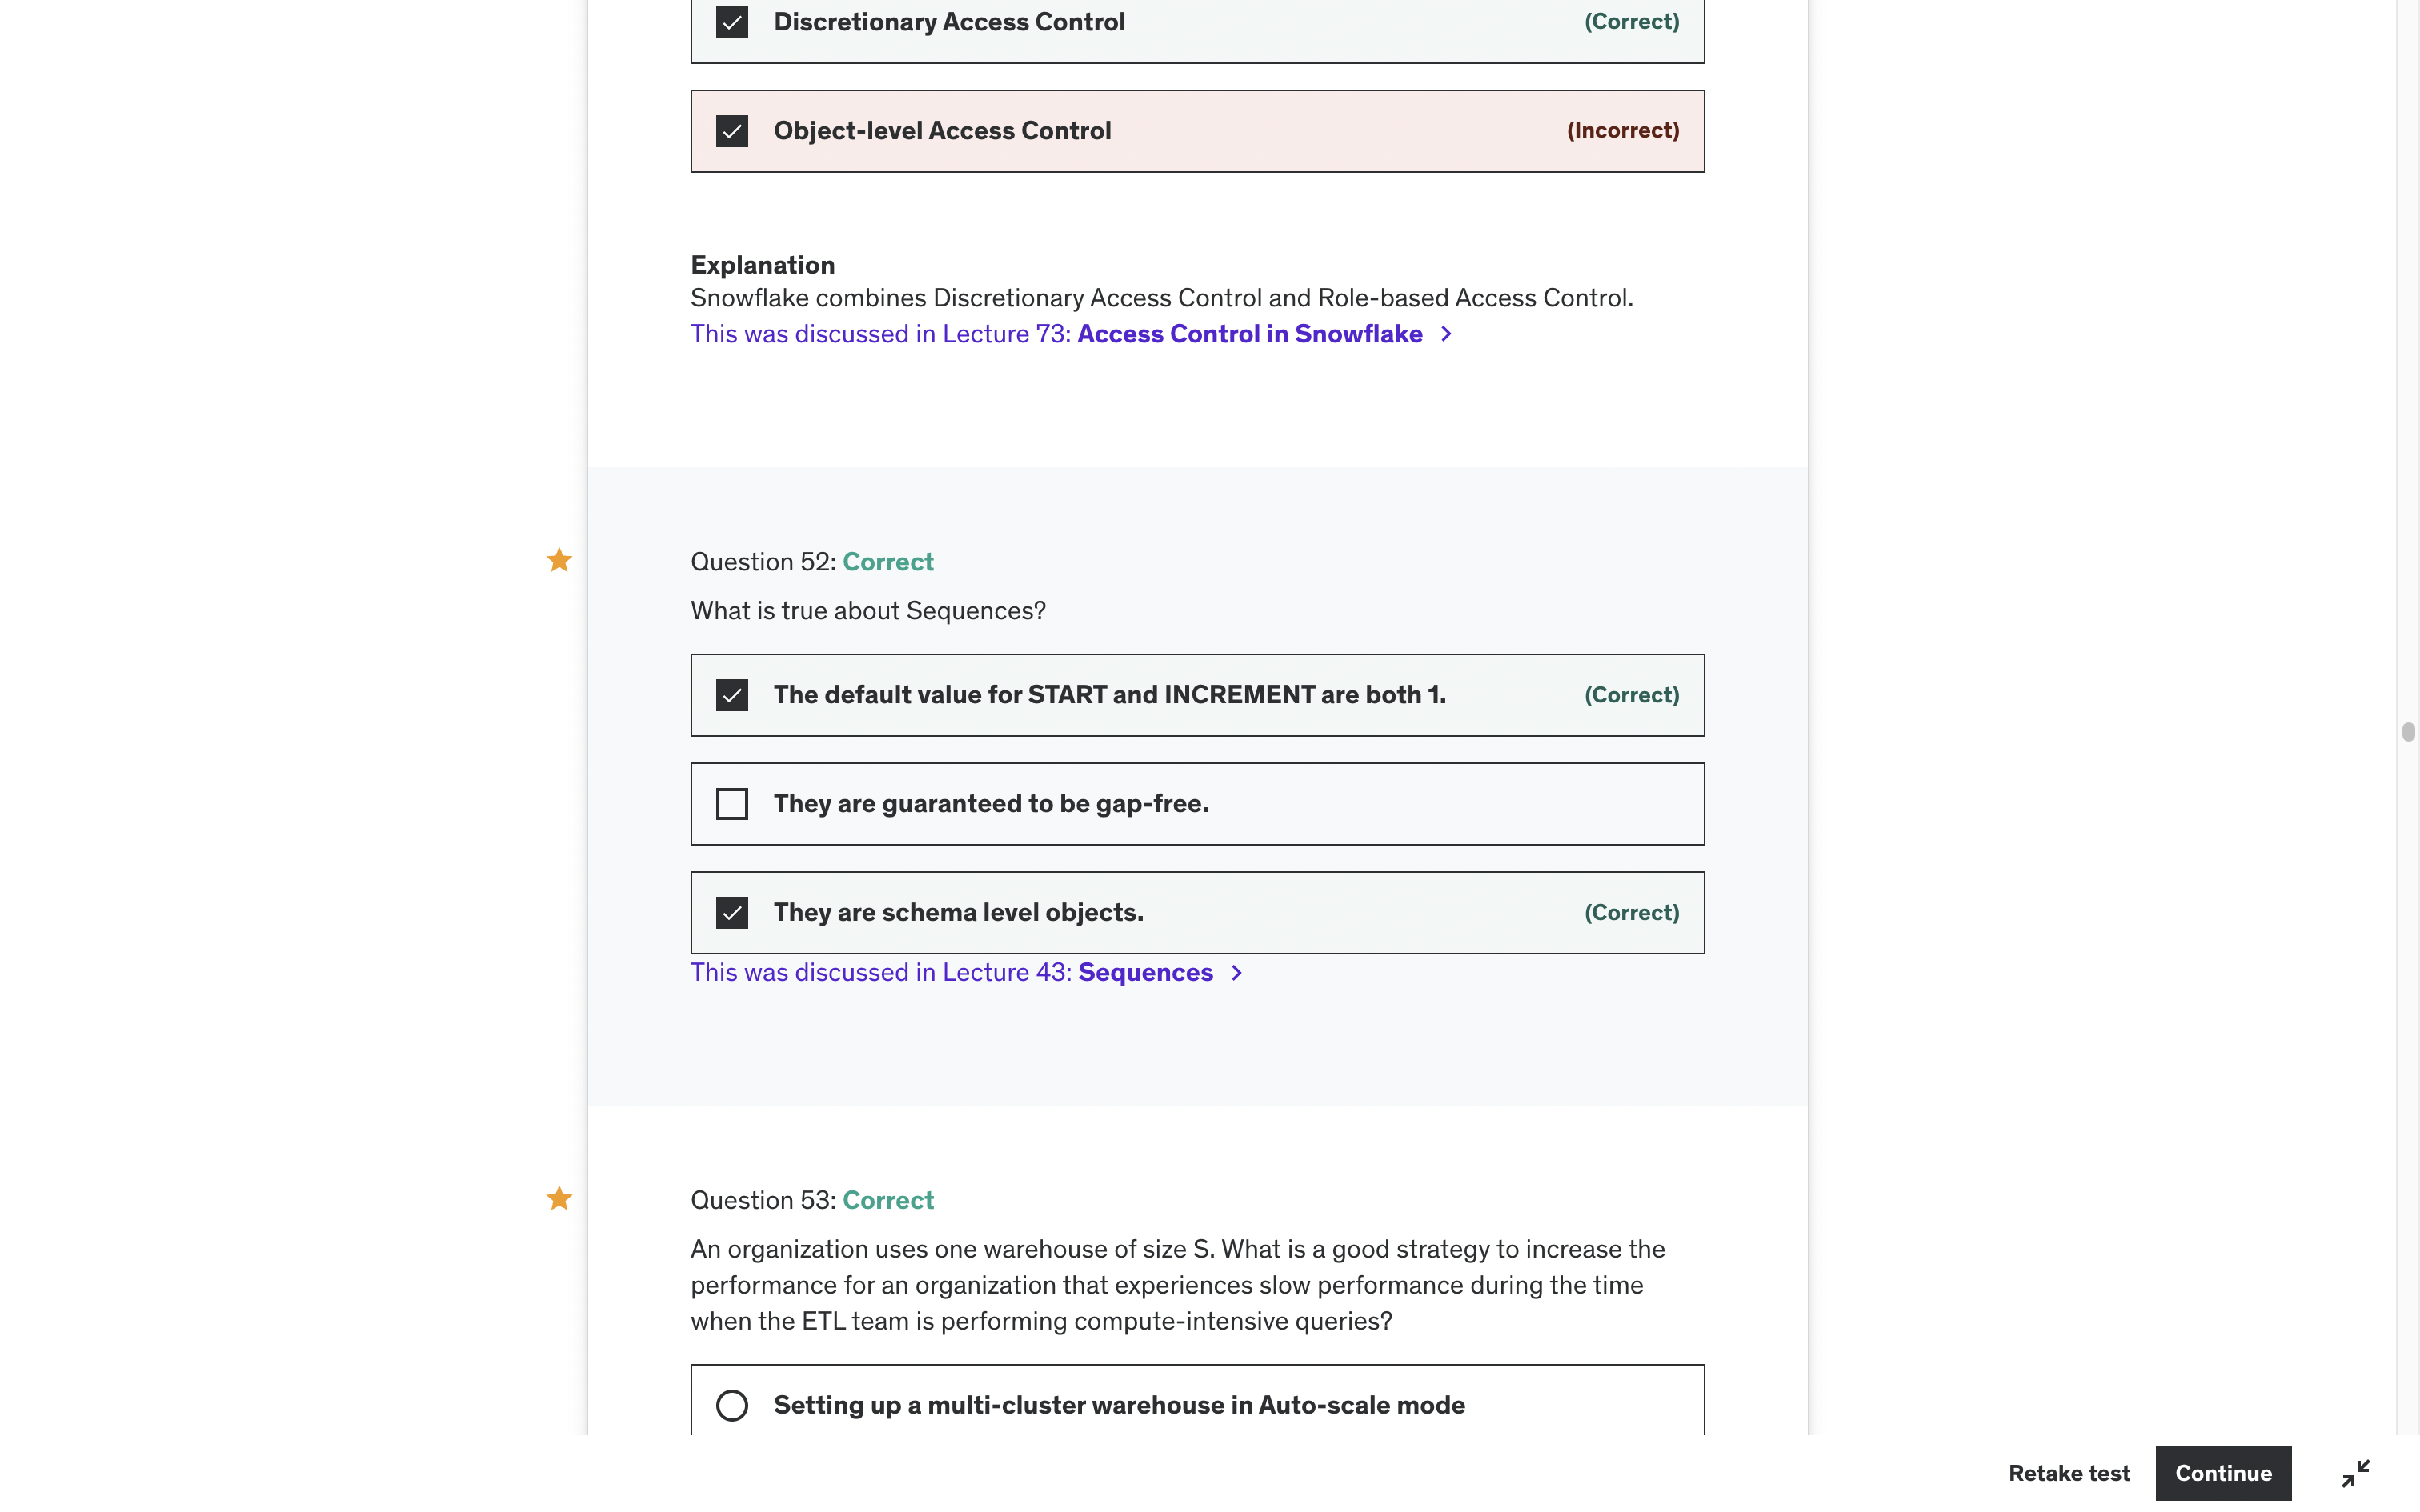 Discretionary Access Control (Correct)
Object-level Access Control (Incorrect)
Explanation
Snowflake combines Discretionary Access Control and Role-based Access Control.
This was discussed in Lecture 73: Access Control in Snowflake
Question 52: Correct
What is true about Sequences?
The default value for START and INCREMENT are both 1. (Correct)
They are guaranteed to be gap-free.
They are schema level objects. (Correct)
This was discussed in Lecture 43: Sequences
Question 53: Correct
An organization uses one warehouse of size S. What is a good strategy to increase the
performance for an organization that experiences slow performance during the time
when the ETL team is performing compute-intensive queries?
Setting up a multi-cluster warehouse in Auto-scale mode
Retake test Continue